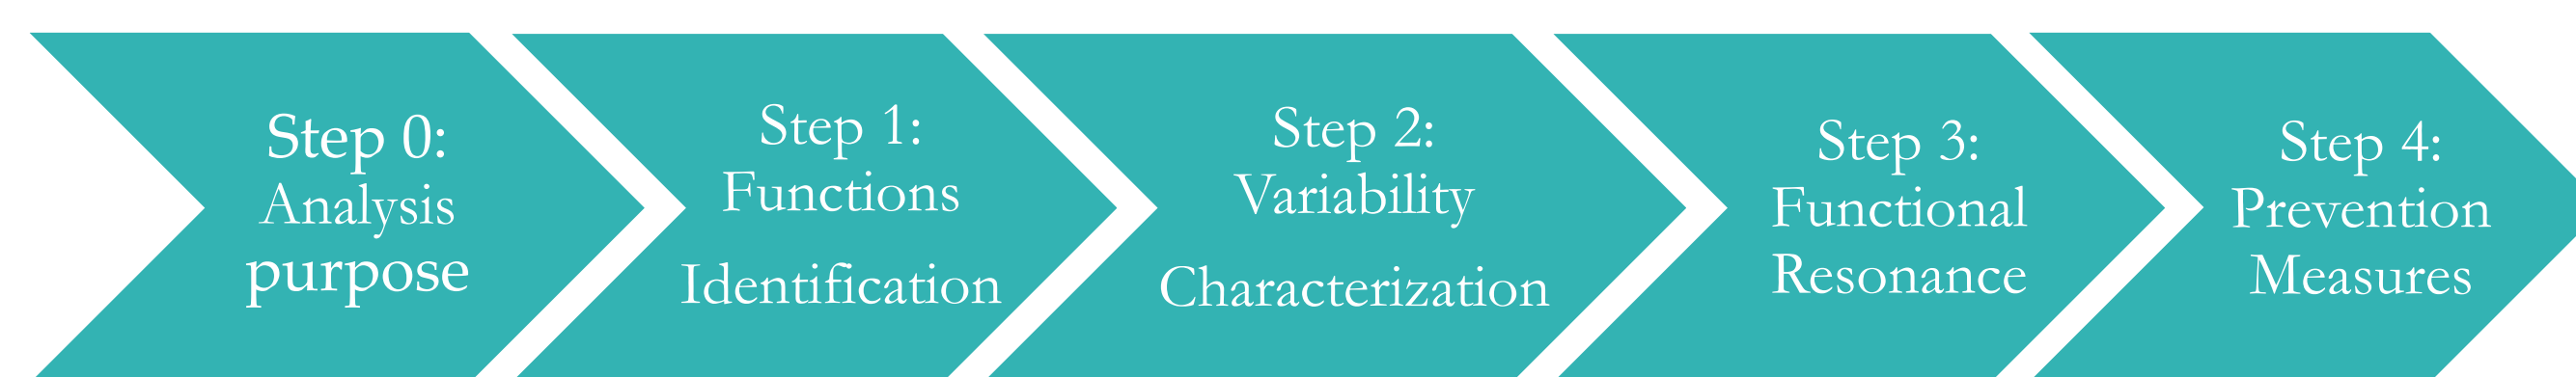 Step 0:
Analysis
purpose
Step 1:
Functions
Identification
Step 2:
Variability
Characterization
Step 3:
Functional
Resonance
Step 4:
Prevention
Measures